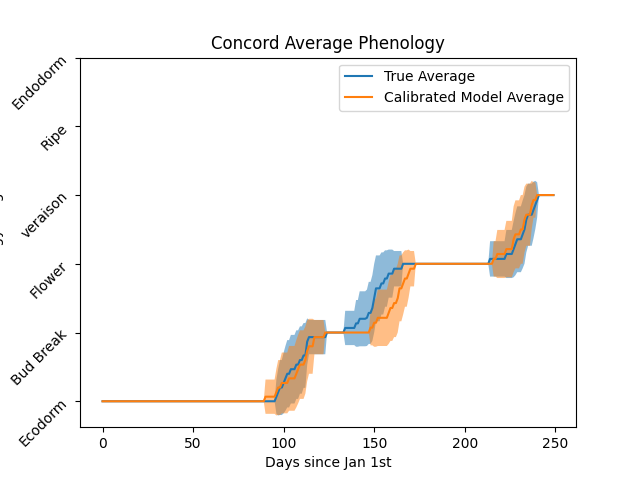 Concord Average Phenology
True Average
Calibrated Model Average
Endodorm
Ripe
veraison
Flower
Bud Break
Ecodorm
0 50 100 150 200 250
Days since Jan 1st